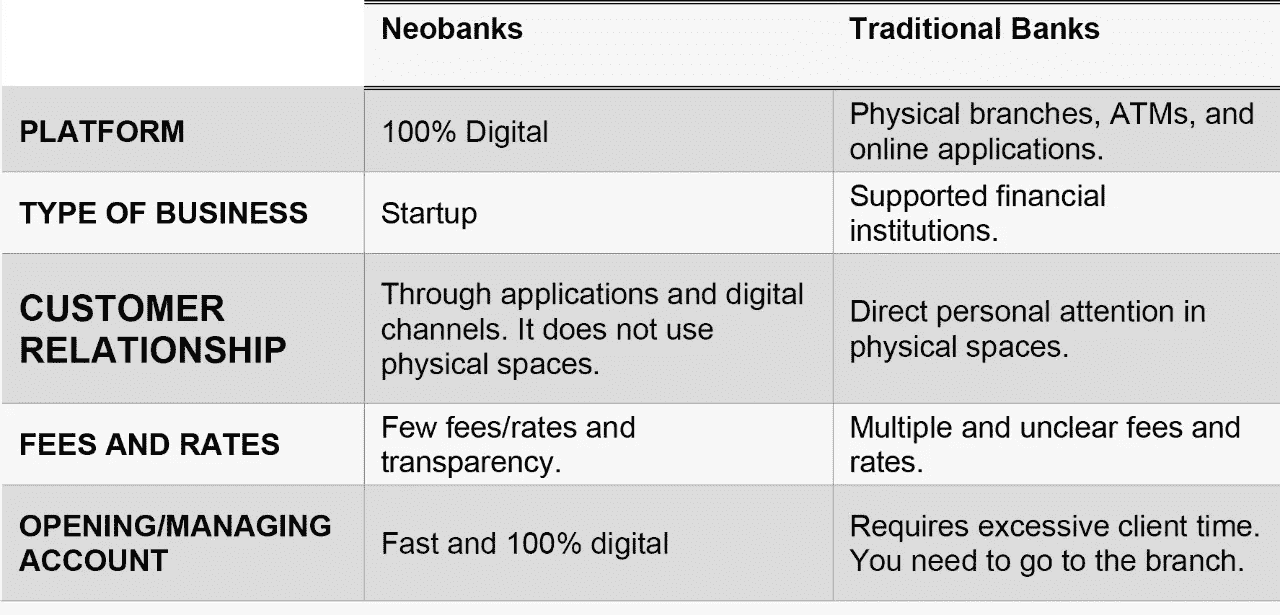 Neobanks
Traditional Banks
PLATFORM
100% Digital
Physical branches, ATMs, and
online applications.
TYPE OF BUSINESS
Startup
Supported financial
institutions.
CUSTOMER
RELATIONSHIP
Through applications and digital
channels. It does not use
physical spaces.
Direct personal attention in
physical spaces.
FEES AND RATES
Few fees/rates and
transparency.
Multiple and unclear fees and
rates.
OPENING/MANAGING
ACCOUNT
Fast and 100% digital
Requires excessive client time.
You need to go to the branch.